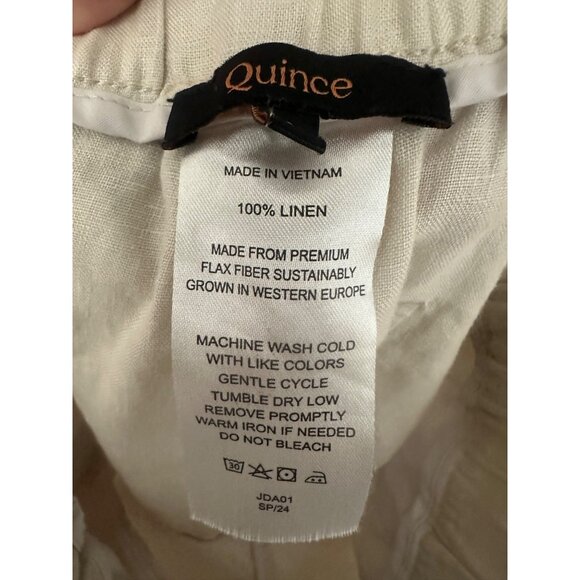 Quince
MADE IN VIETNAM
100% LINEN
MADE FROM PREMIUM
FLAX FIBER SUSTAINABLY
GROWN IN WESTERN EUROPE
MACHINE WASH COLD
WITH LIKE COLORS
GENTLE CYCLE
TUMBLE DRY LOW
REMOVE PROMPTLY
WARM IRON IF NEEDED
DO NOT BLEACH
30
JDA01
SP/24